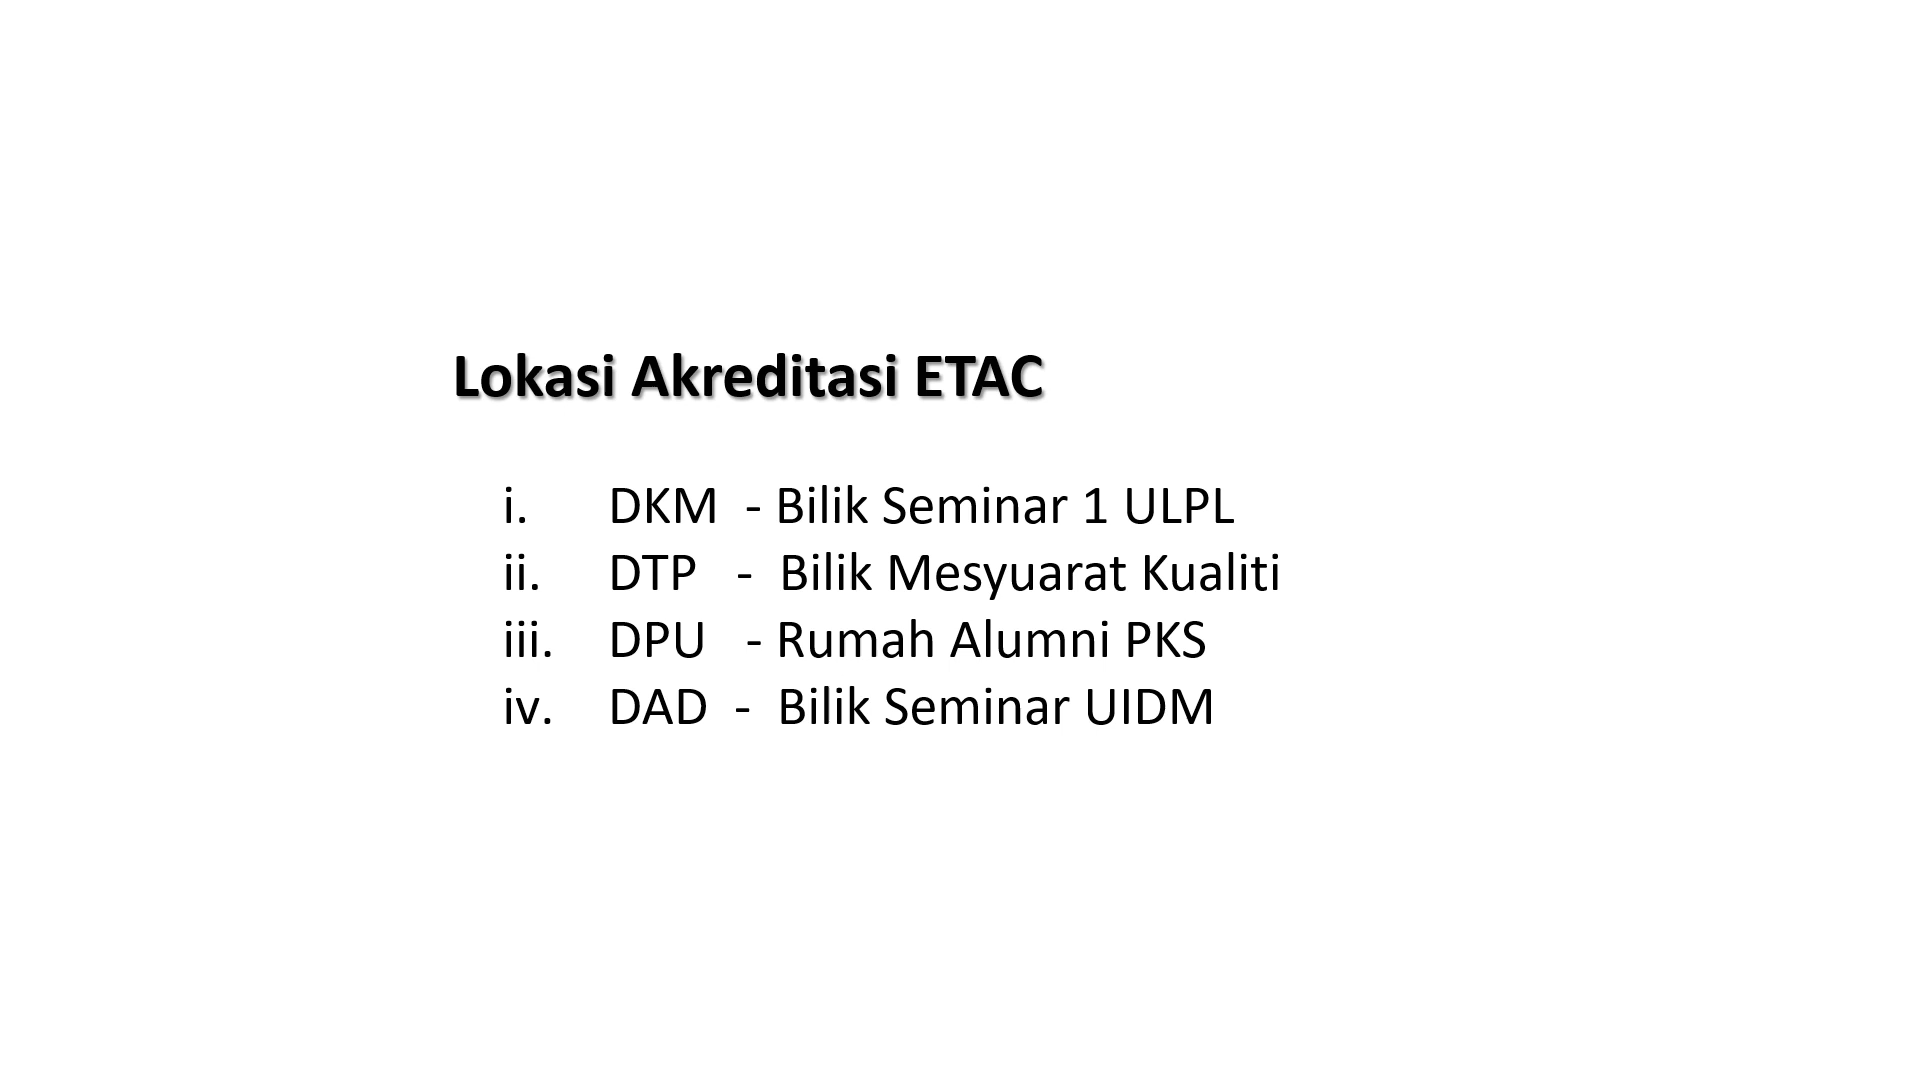 Lokasi Akreditasi ETAC
i. DKM - Bilik Seminar 1 ULPL
ii. DTP - Bilik Mesyuarat Kualiti
iii. DPU - Rumah Alumni PKS
iv. DAD - Bilik Seminar UIDM